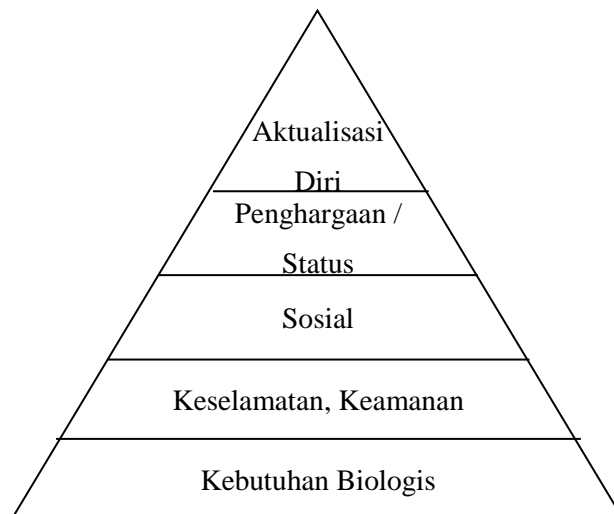 Aktualisasi
Diri
Penghargaan /
Status
Sosial
Keselamatan, Keamanan
Kebutuhan Biologis